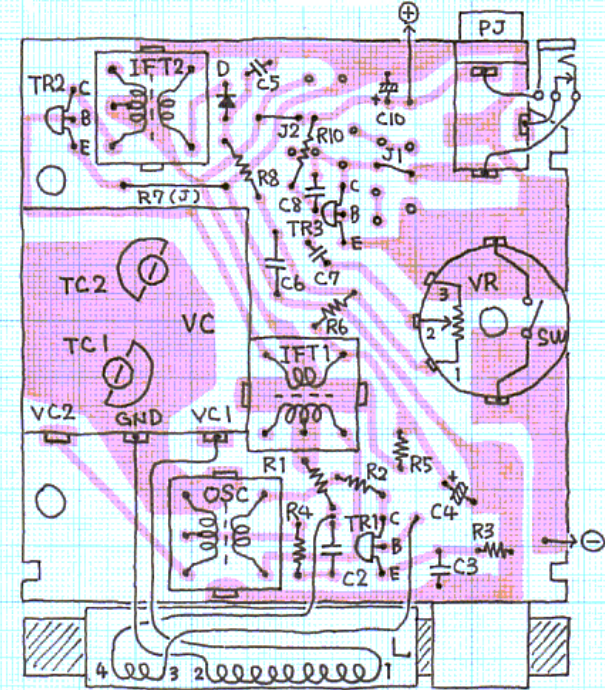 ⊕
PJ
IFT2
D
C5
TR2
C
B
E
J2
R10
C10
J1
R8
R7(J)
C8
C
B
E
TR3
C7
C6
R6
TC2
VC
TC1
VR
3
2
1
SW
IFT1
VC2
GND
VC1
R1
R2
R5
OSC
R4
TR1
C
B
E
C4
R3
C2
C3
⊖
L
4
3
2
1